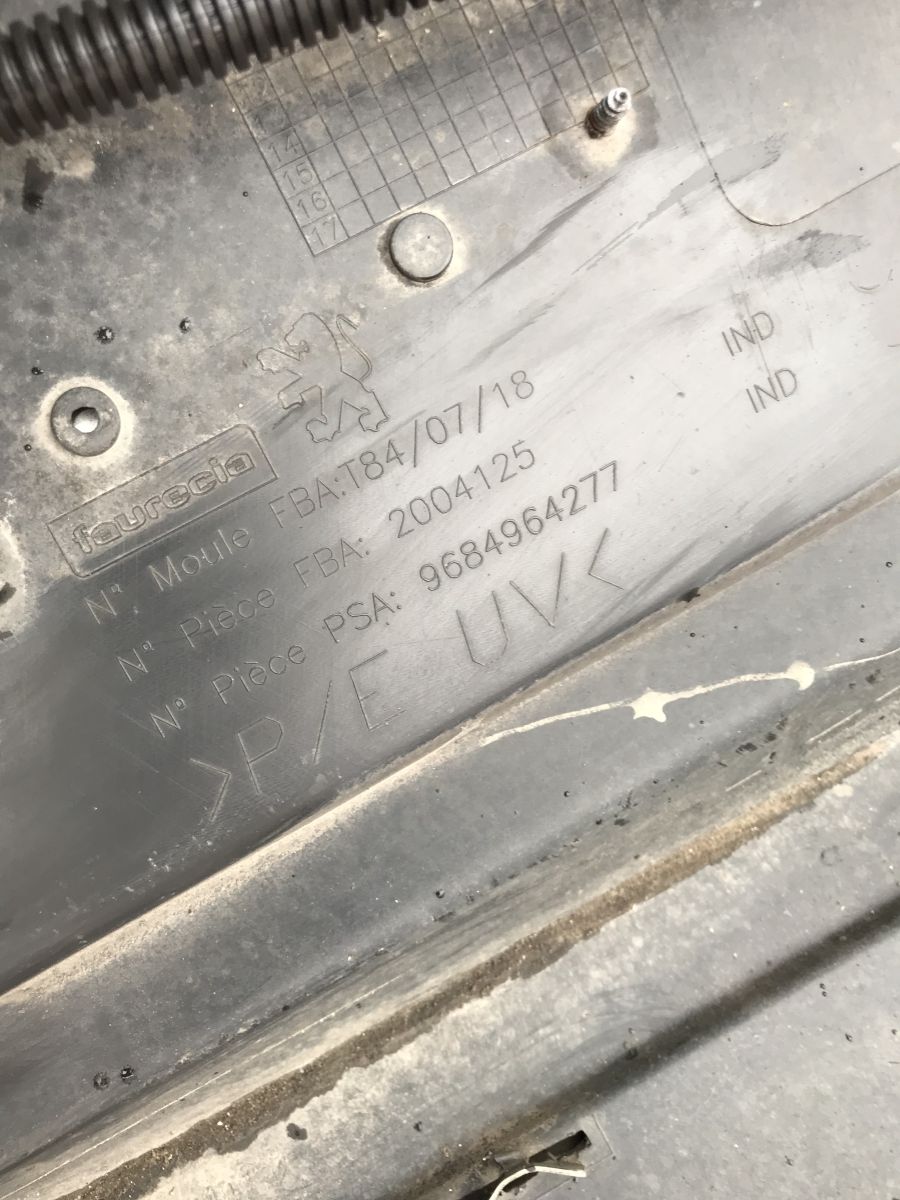 14
15
16
17
faurecia
N° Moule FBA:T84/07/18
N° Pièce FBA: 2004125
N° Pièce PSA: 9684964277
>P/E UV<
IND
IND